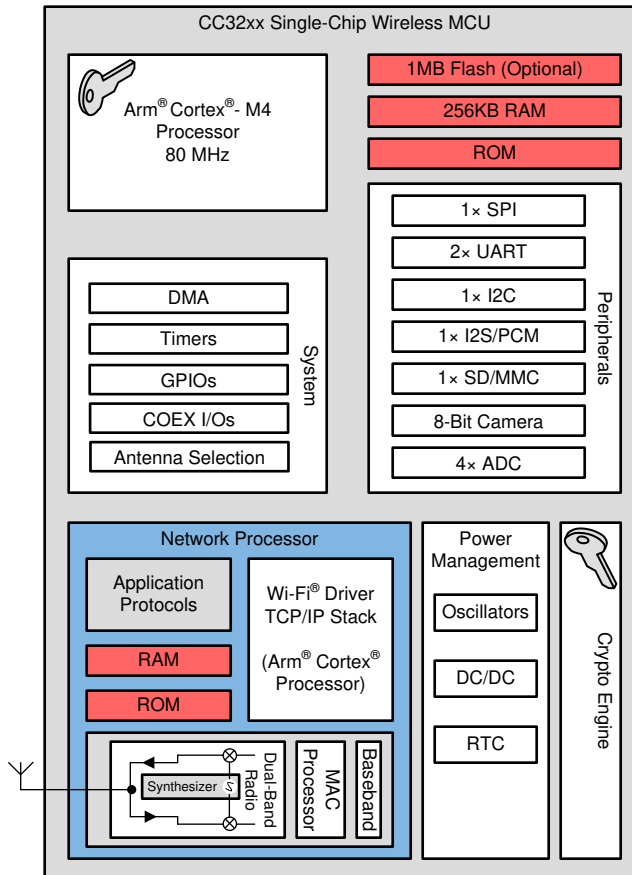 CC32xx Single-Chip Wireless MCU
Arm® Cortex®- M4
Processor
80 MHz
1MB Flash (Optional)
256KB RAM
ROM
1× SPI
2× UART
1× I2C
1× I2S/PCM
1× SD/MMC
8-Bit Camera
4× ADC
Peripherals
DMA
Timers
GPIOs
COEX I/Os
Antenna Selection
System
Network Processor
Application
Protocols
RAM
ROM
Wi-Fi® Driver
TCP/IP Stack
(Arm® Cortex®
Processor)
Synthesizer
Dual-Band
Radio
MAC
Processor
Baseband
Power
Management
Oscillators
DC/DC
RTC
Crypto Engine